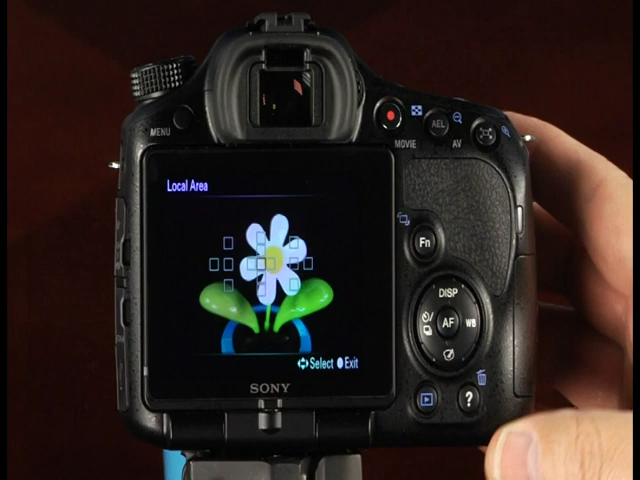 MENU
MOVIE
AEL
AV
Local Area
Fn
DISP
AF
WB
Select Exit
?
SONY